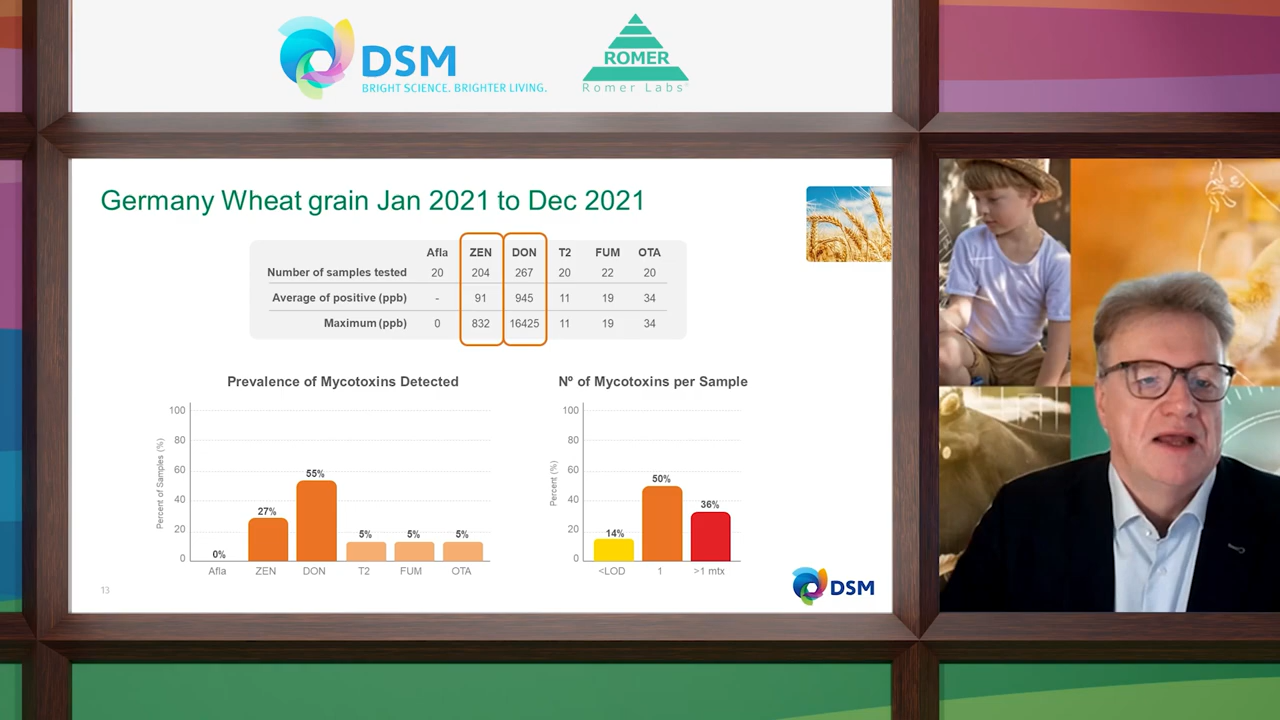 DSM
BRIGHT SCIENCE. BRIGHTER LIVING.
ROMER
Romer Labs®
Germany Wheat grain Jan 2021 to Dec 2021
Afla ZEN DON T2 FUM OTA
Number of samples tested 20 204 267 20 22 20
Average of positive (ppb) - 91 945 11 19 34
Maximum (ppb) 0 832 16425 11 19 34
Prevalence of Mycotoxins Detected
Percent of Samples (%)
100
80
60
40
20
0
0% 27% 55% 5% 5% 5%
Afla ZEN DON T2 FUM OTA
Nº of Mycotoxins per Sample
Percent (%)
100
80
60
40
20
0
14% 50% 36%
<LOD 1 >1 mtx
13
DSM